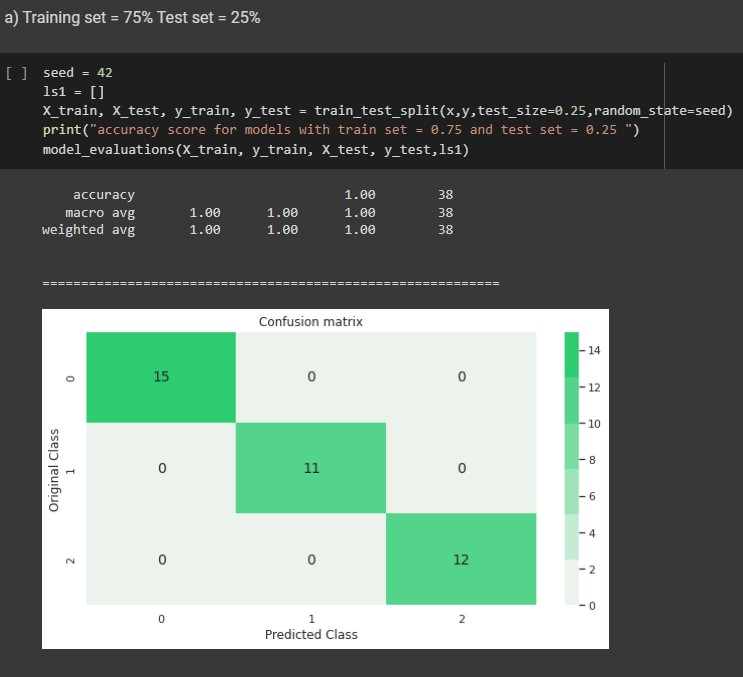 a) Training set = 75% Test set = 25%
[ ] seed = 42
ls1 = []
X_train, X_test, y_train, y_test = train_test_split(x,y,test_size=0.25,random_state=seed)
print("accuracy score for models with train set = 0.75 and test set = 0.25 ")
model_evaluations(X_train, y_train, X_test, y_test,ls1)
accuracy 1.00 38
macro avg 1.00 1.00 1.00 38
weighted avg 1.00 1.00 1.00 38
===========================================================
Confusion matrix
15 0 0
0 11 0
0 0 12
0
1
2
Original Class
0 1 2
Predicted Class
14
12
10
8
6
4
2
0